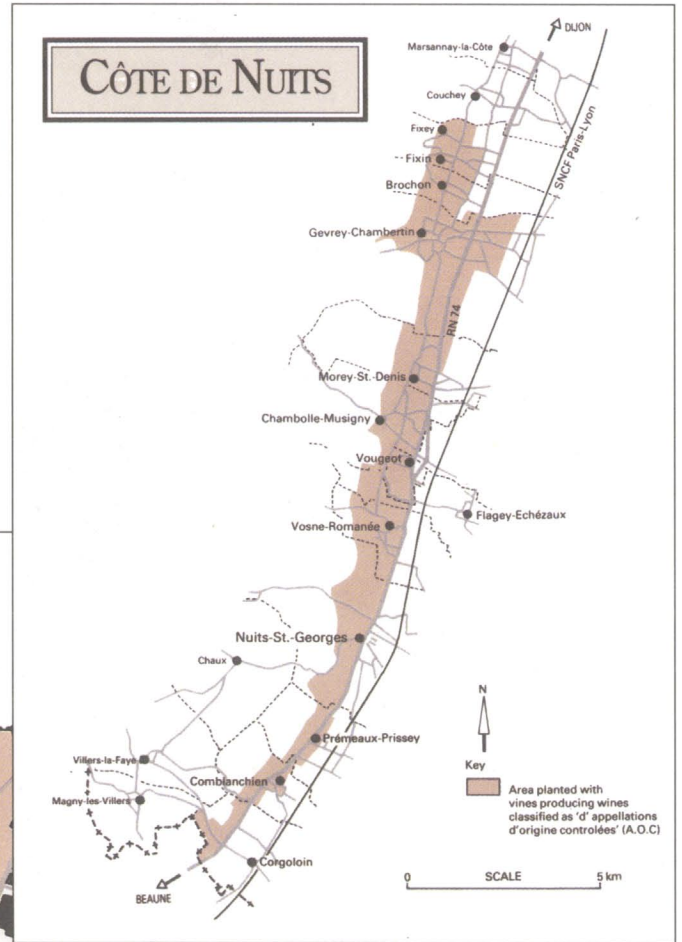 CÔTE DE NUITS
DIJON
Marsannay-la-Côte
Couchey
SNCF Paris-Lyon
Fixey
Fixin
Brochon
Gevrey-Chambertin
RN 74
Morey-St.-Denis
Chambolle-Musigny
Vougeot
Flagey-Echézaux
Vosne-Romanée
Nuits-St.-Georges
Chaux
N
Prémeaux-Prissey
Key
Villers-la-Faye
Comblanchien
Magny-les-Villers
Area planted with
vines producing wines
classified as 'd' appellations
d'origine controlées' (A.O.C)
Corgoloin
BEAUNE
0 SCALE 5 km